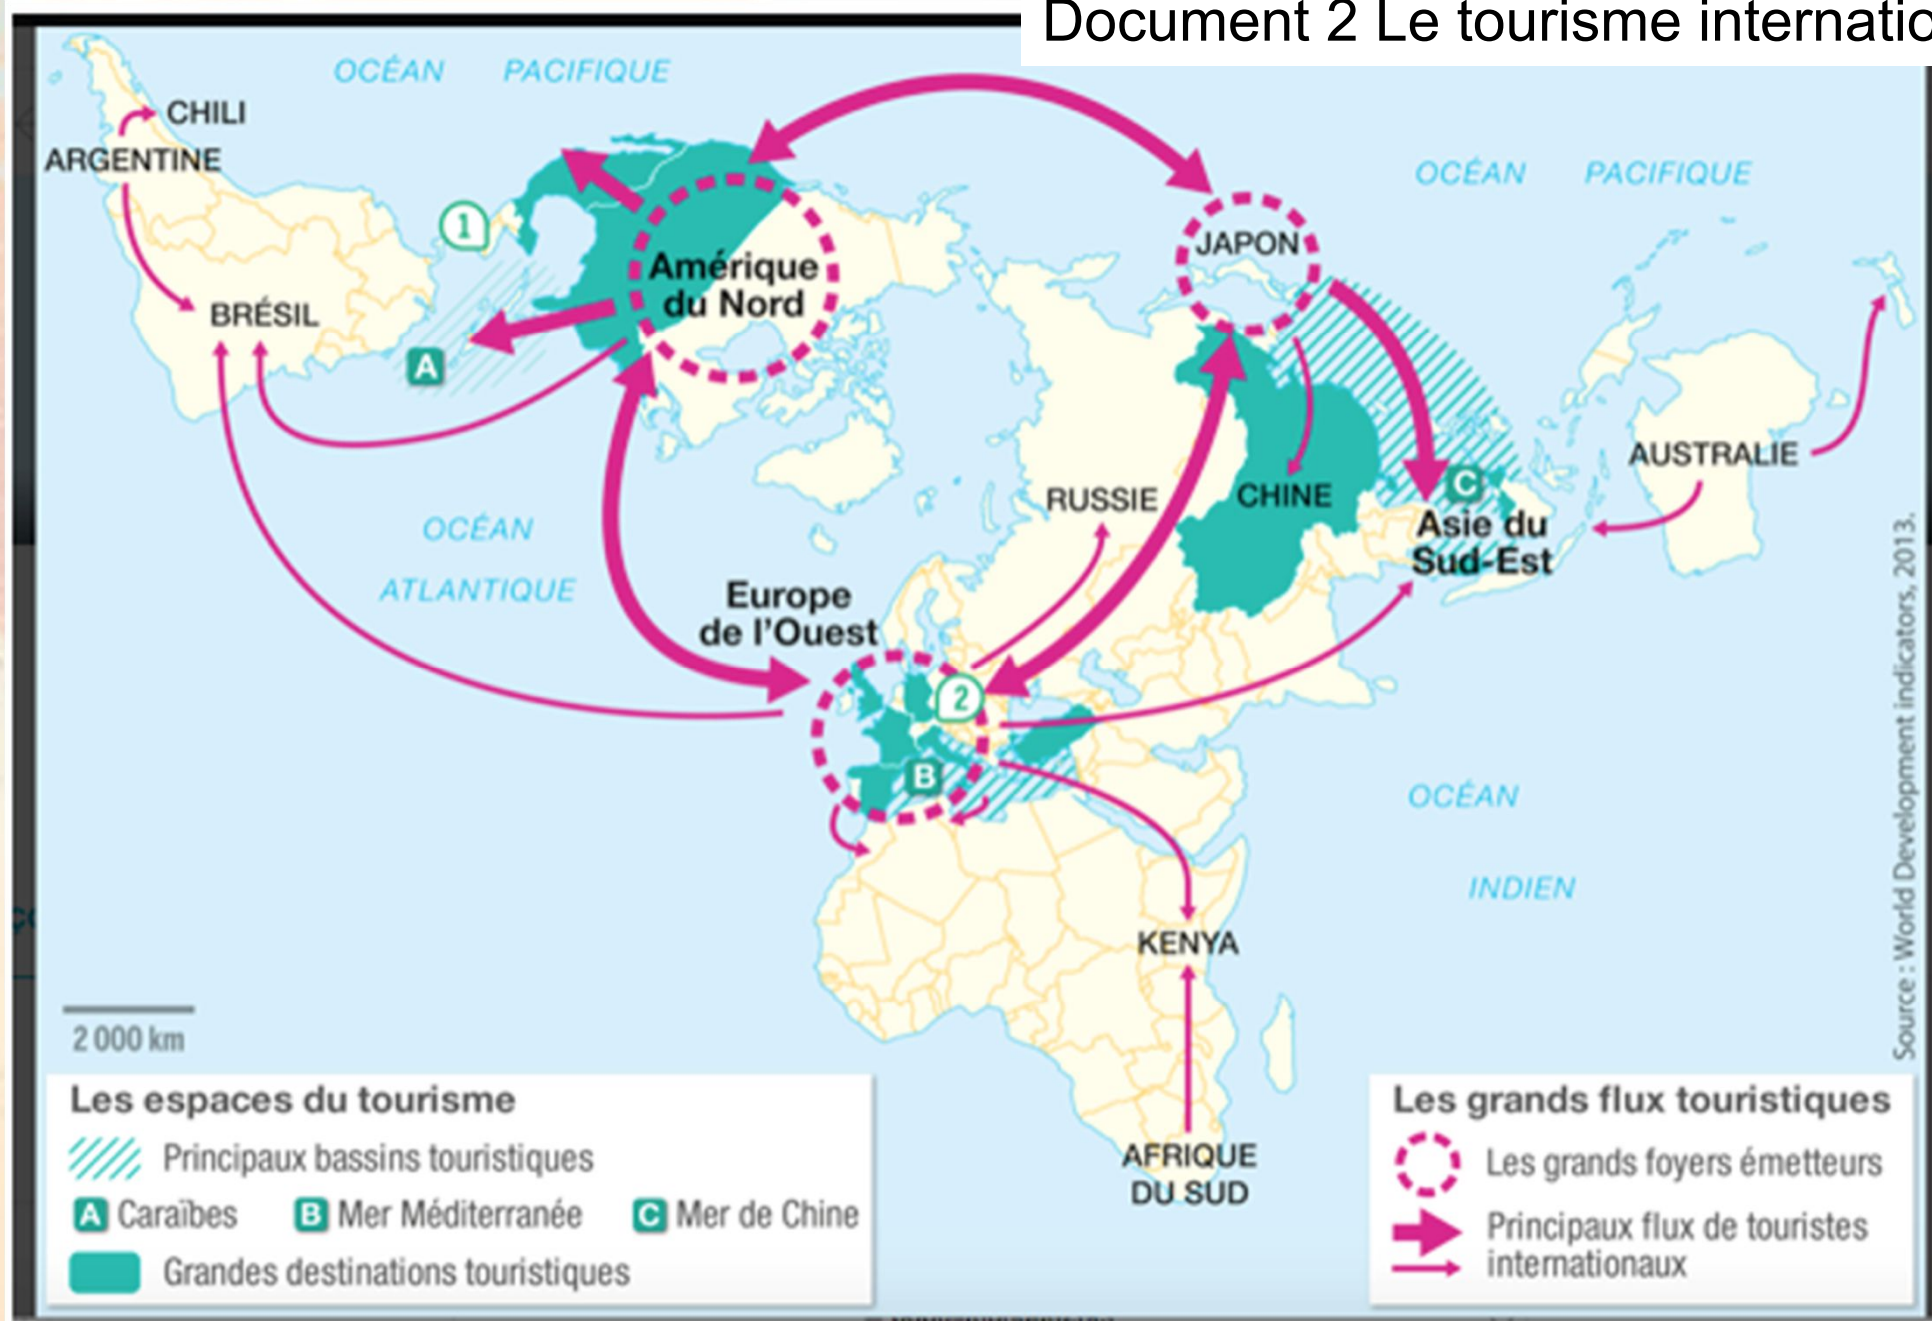 Document 2 Le tourisme internatio
OCÉAN PACIFIQUE
CHILI
ARGENTINE
OCÉAN PACIFIQUE
1
JAPON
Amérique
du Nord
BRÉSIL
A
AUSTRALIE
C
CHINE
RUSSIE
Asie du
Sud-Est
OCÉAN
ATLANTIQUE
Europe
de l'Ouest
2
B
OCÉAN
INDIEN
KENYA
AFRIQUE
DU SUD
2 000 km
Source : World Development indicators, 2013.
Les espaces du tourisme
Principaux bassins touristiques
A Caraïbes B Mer Méditerranée C Mer de Chine
Grandes destinations touristiques
Les grands flux touristiques
Les grands foyers émetteurs
Principaux flux de touristes
internationaux